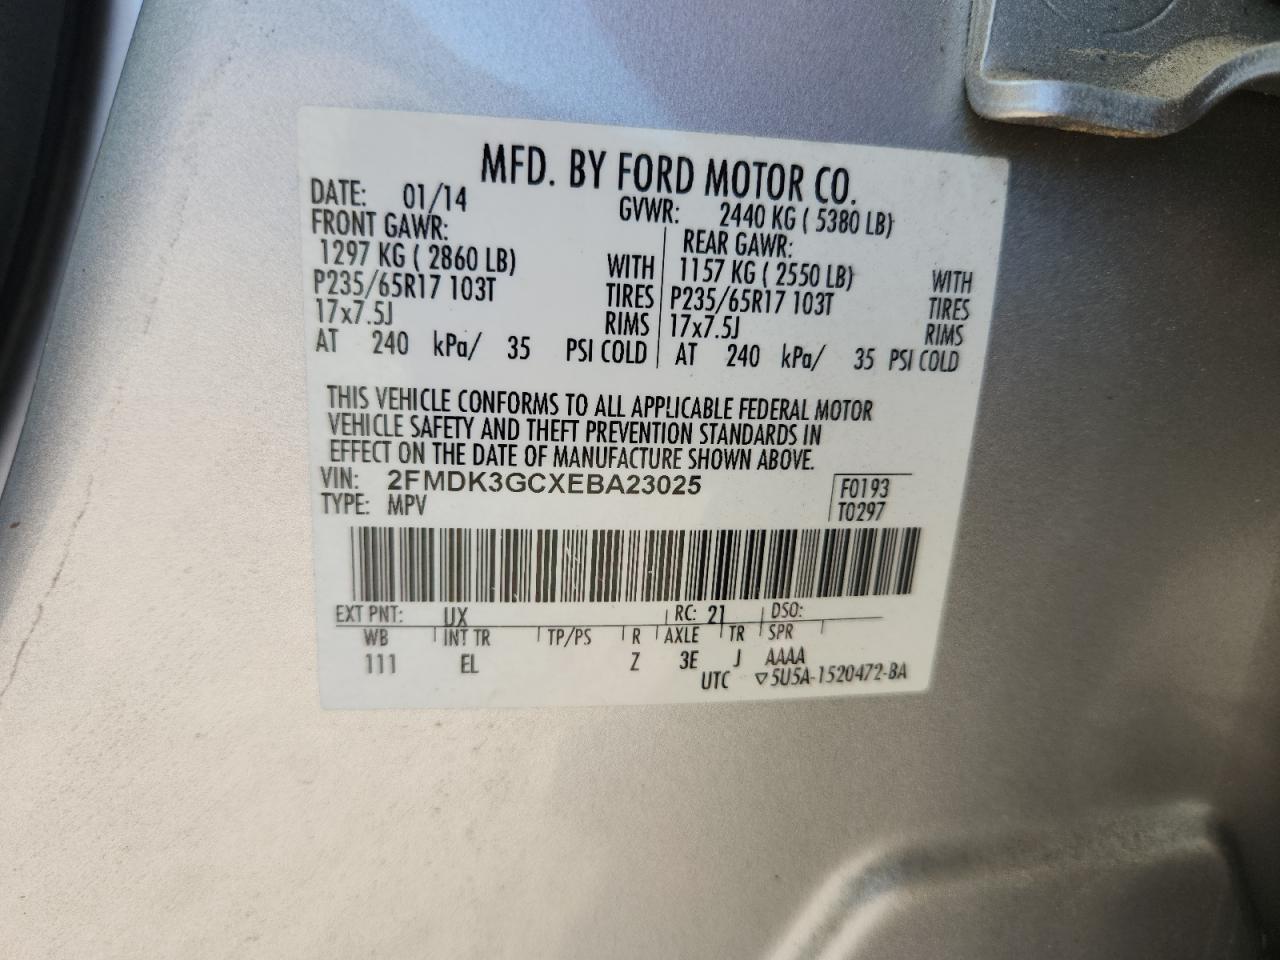 MFD. BY FORD MOTOR CO.
DATE: 01/14 GVWR: 2440 KG ( 5380 LB)
FRONT GAWR: REAR GAWR:
1297 KG ( 2860 LB) WITH 1157 KG ( 2550 LB) WITH
P235/65R17 103T TIRES P235/65R17 103T TIRES
17x7.5J RIMS 17x7.5J RIMS
AT 240 kPa/ 35 PSI COLD AT 240 kPa/ 35 PSI COLD
THIS VEHICLE CONFORMS TO ALL APPLICABLE FEDERAL MOTOR
VEHICLE SAFETY AND THEFT PREVENTION STANDARDS IN
EFFECT ON THE DATE OF MANUFACTURE SHOWN ABOVE.
VIN: 2FMDK3GCXEBA23025 F0193
TYPE: MPV T0297
EXT PNT: UX RC: 21 DSO:
WB INT TR TP/PS R AXLE TR SPR
111 EL Z 3E J AAAA
UTC ▽5U5A-1520472-BA